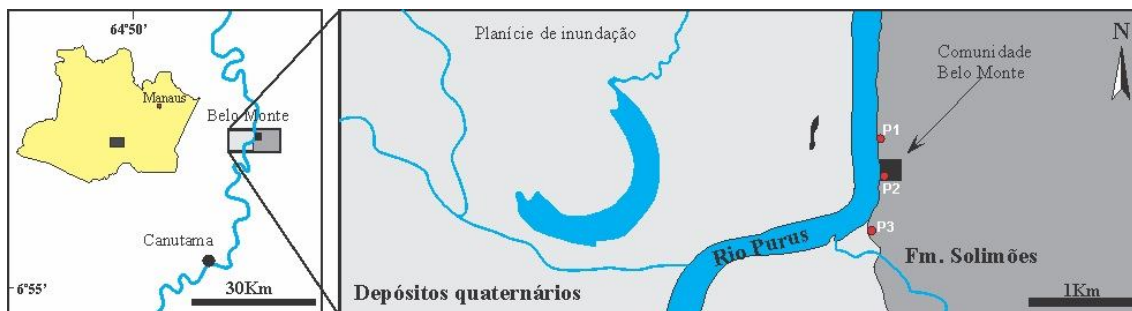 64°50'
Manaus
Belo Monte
Canutama
6°55'
30Km
Planície de inundação
Comunidade
Belo Monte
N
P1
P2
P3
Rio Purus
Fm. Solimões
Depósitos quaternários
1Km